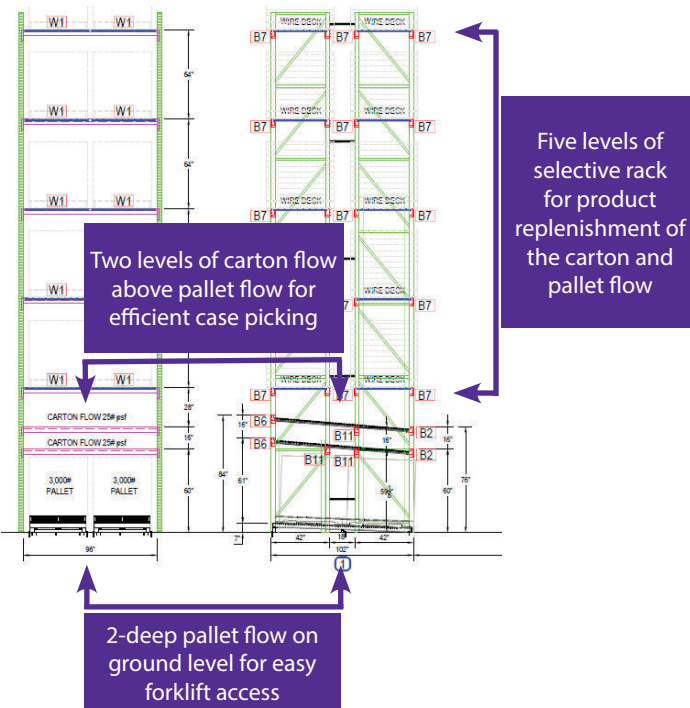 W1 W1 WIRE DECK WIRE DECK
B7 B7 B7
64"
W1 W1 WIRE DECK WIRE DECK
B7 B7 B7
64"
W1 W1 WIRE DECK WIRE DECK
B7 B7 B7
Five levels of
selective rack
for product
replenishment of
the carton and
pallet flow
Two levels of carton flow
above pallet flow for
efficient case picking
W1 W1 WIRE DECK
B7 B7
W1 W1 WIRE DECK WIRE DECK
B7 B7 B7
28"
CARTON FLOW 25# psf
16"
CARTON FLOW 25# psf
3,000#
PALLET
3,000#
PALLET
60"
96"
84"
16"
61"
7"
B6
B6
B11
B11 B11
B2
B2
16"
16"
60"
76"
42" 18" 42"
102"
1
2-deep pallet flow on
ground level for easy
forklift access